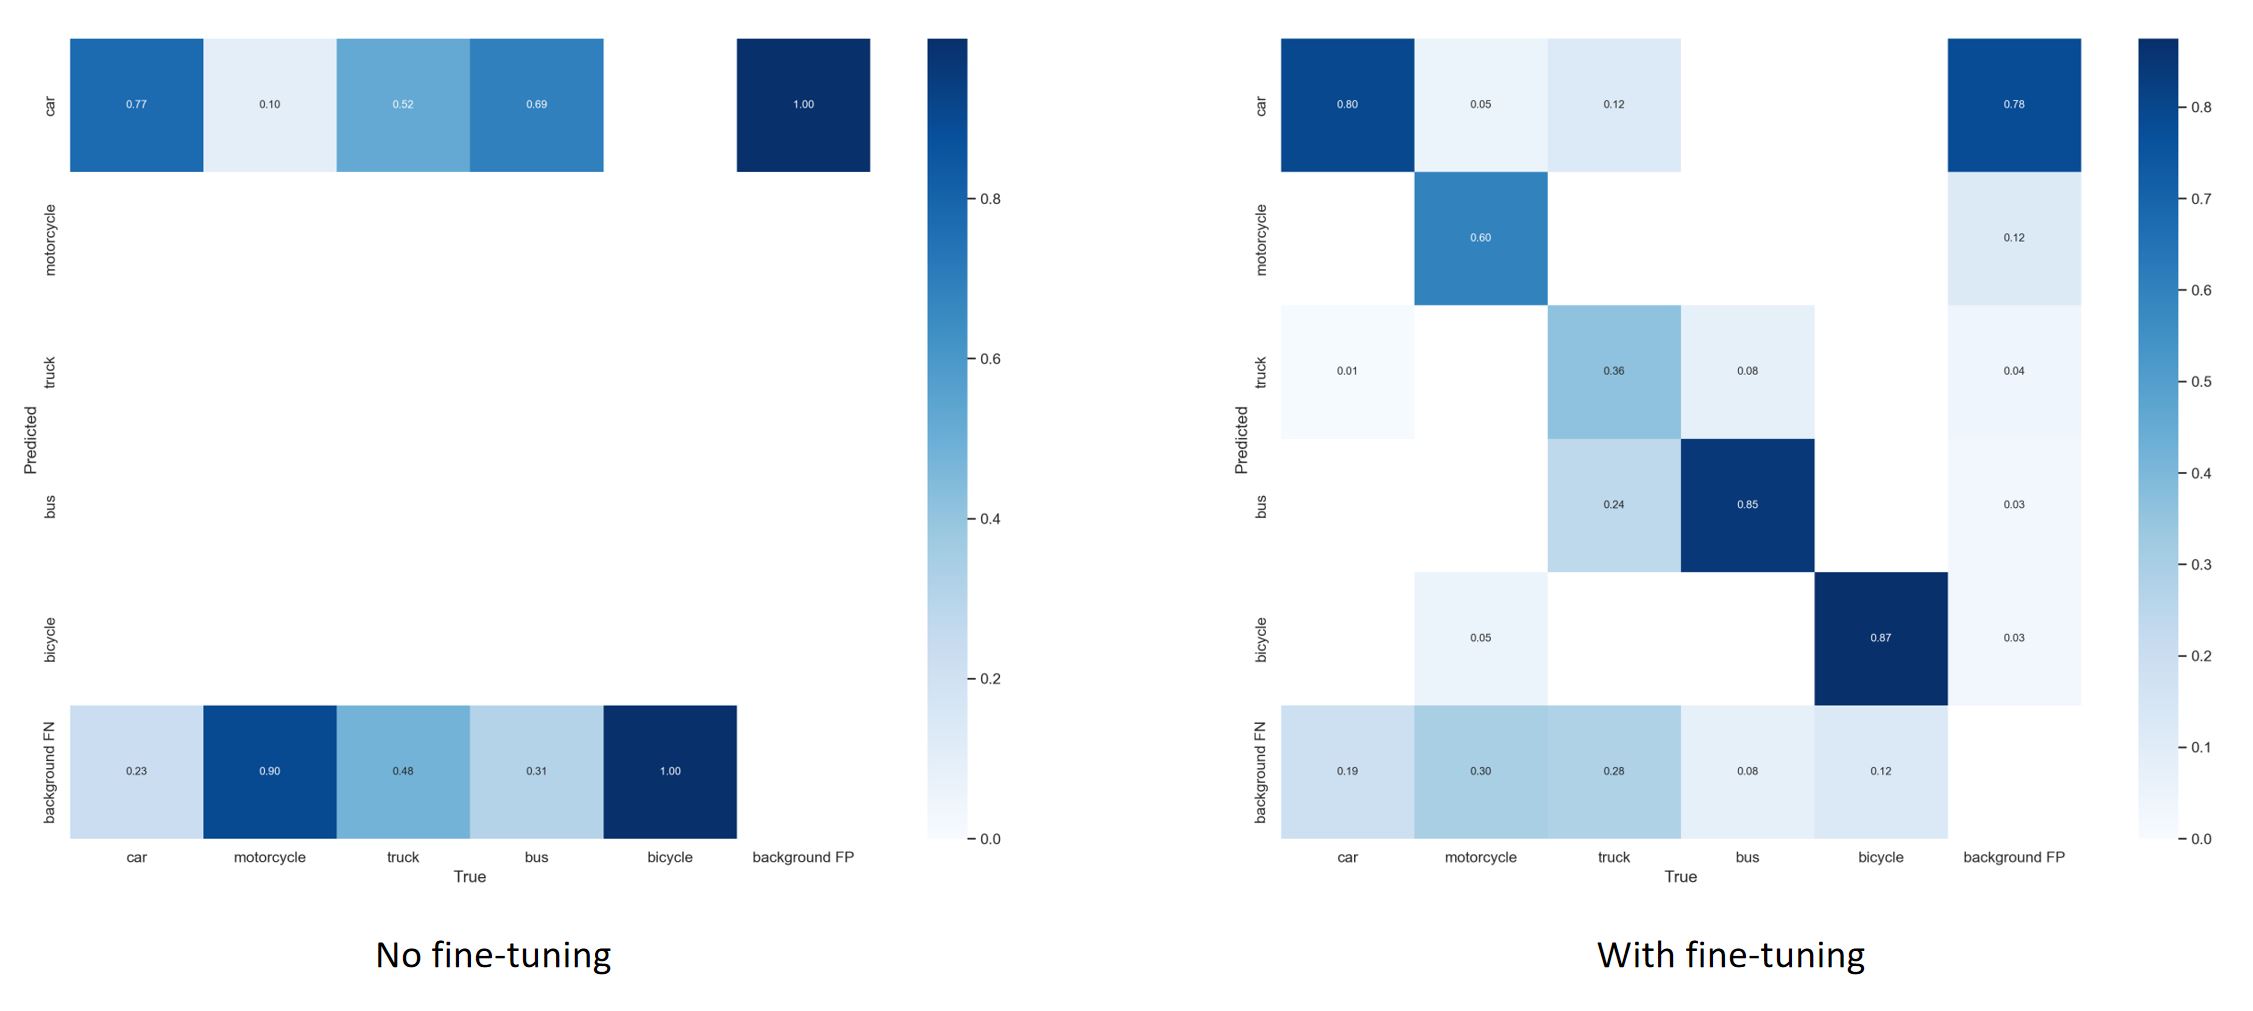 car
0.77 0.10 0.52 0.69 1.00
motorcycle
truck
bus
bicycle
background FN
0.23 0.90 0.48 0.31 1.00
Predicted
car motorcycle truck bus bicycle background FP
True
0.8
0.6
0.4
0.2
0.0
No fine-tuning
car
0.80 0.05 0.12 0.78
motorcycle
0.60 0.12
truck
0.01 0.36 0.08 0.04
bus
0.24 0.85 0.03
bicycle
0.05 0.87 0.03
background FN
0.19 0.30 0.28 0.08 0.12
Predicted
car motorcycle truck bus bicycle background FP
True
0.8
0.7
0.6
0.5
0.4
0.3
0.2
0.1
0.0
With fine-tuning